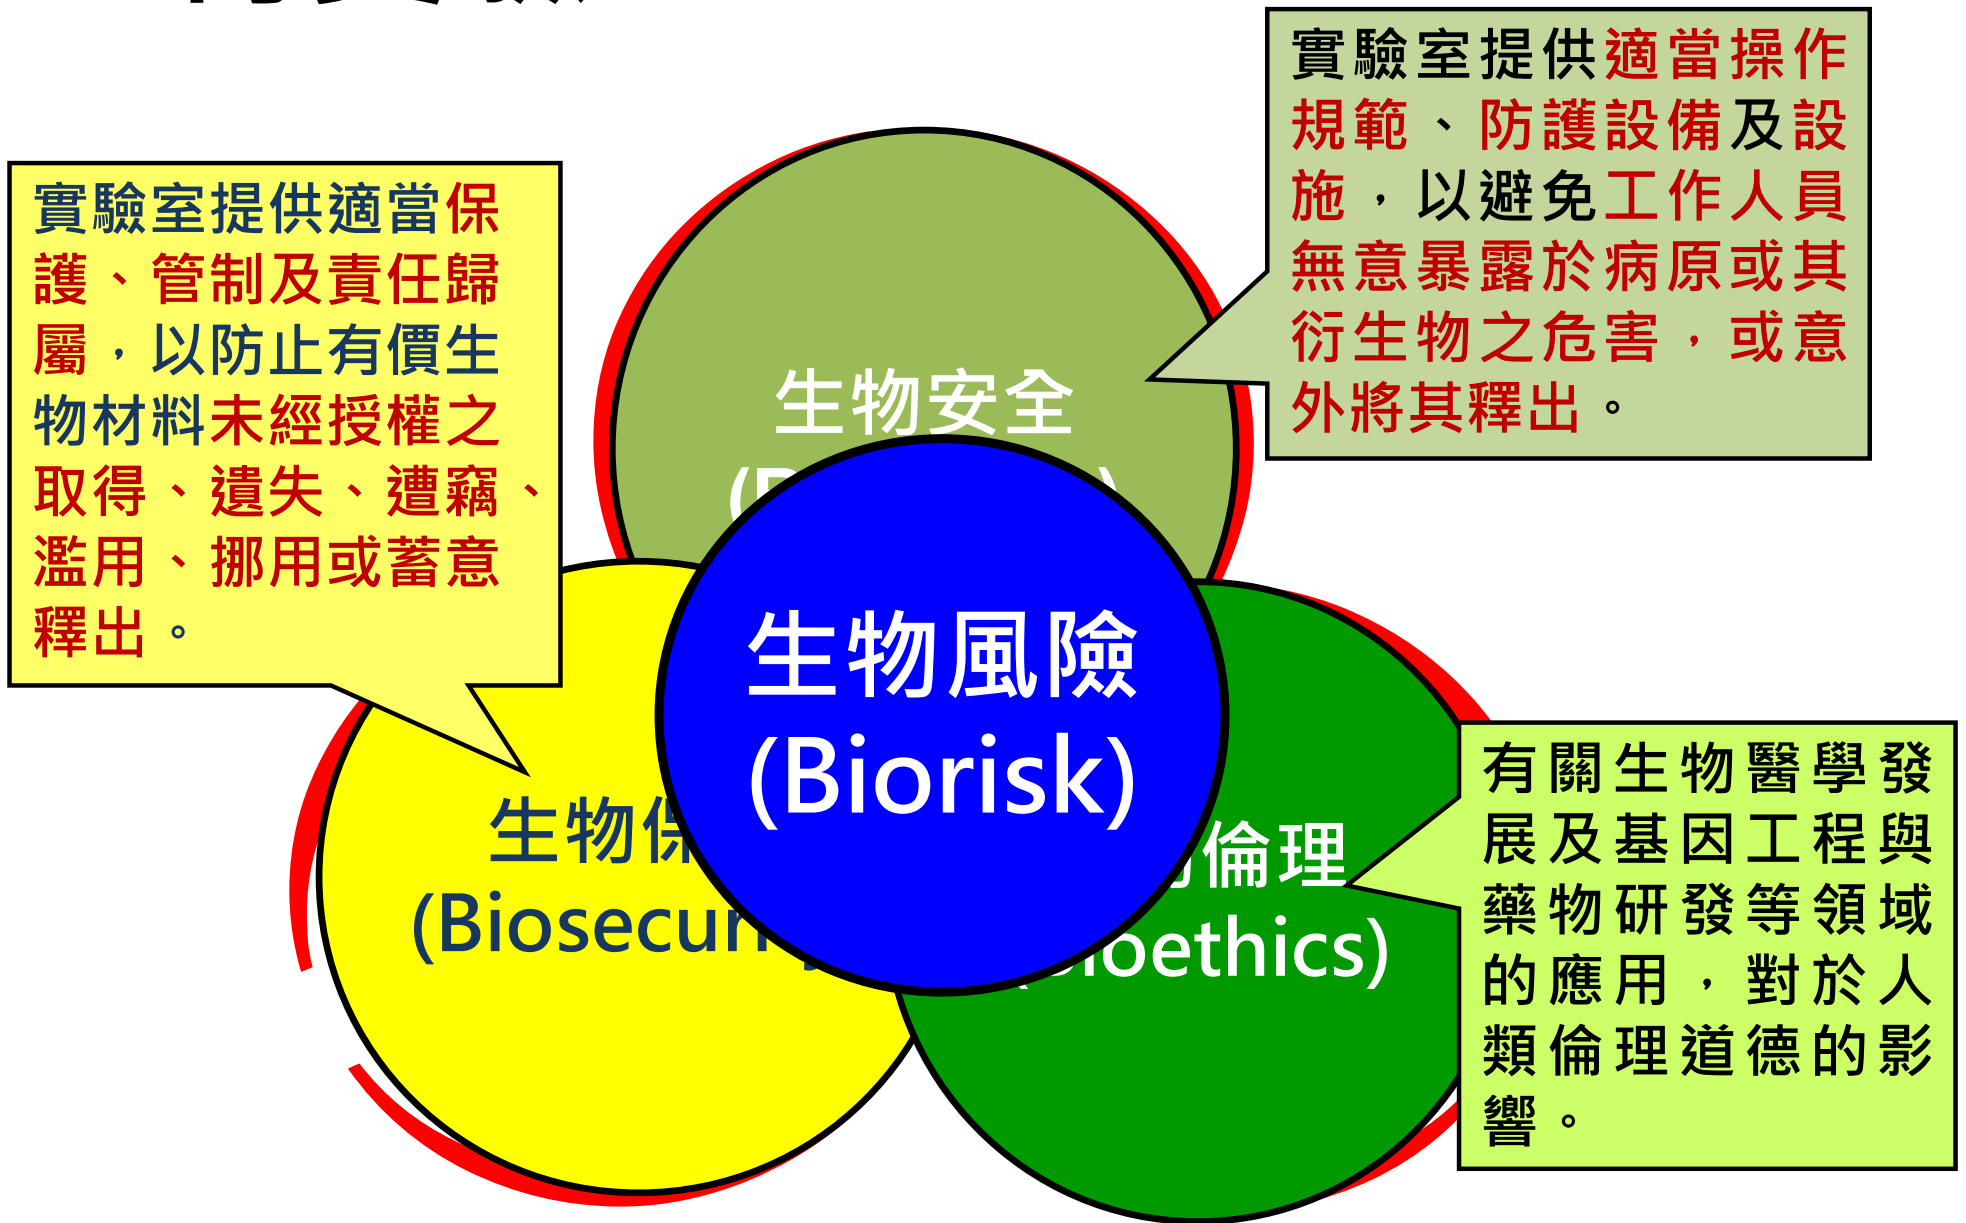 實驗室提供適當操作
規範、防護設備及設
施，以避免工作人員
無意暴露於病原或其
衍生物之危害，或意
外將其釋出。
實驗室提供適當保
護、管制及責任歸
屬，以防止有價生
物材料未經授權之
取得、遺失、遭竊、
濫用、挪用或蓄意
釋出。
生物安全
生物風險
(Biorisk)
生物
(Biosecuri
倫理
oethics)
有關生物醫學發
展及基因工程與
藥物研發等領域
的應用，對於人
類倫理道德的影
響。